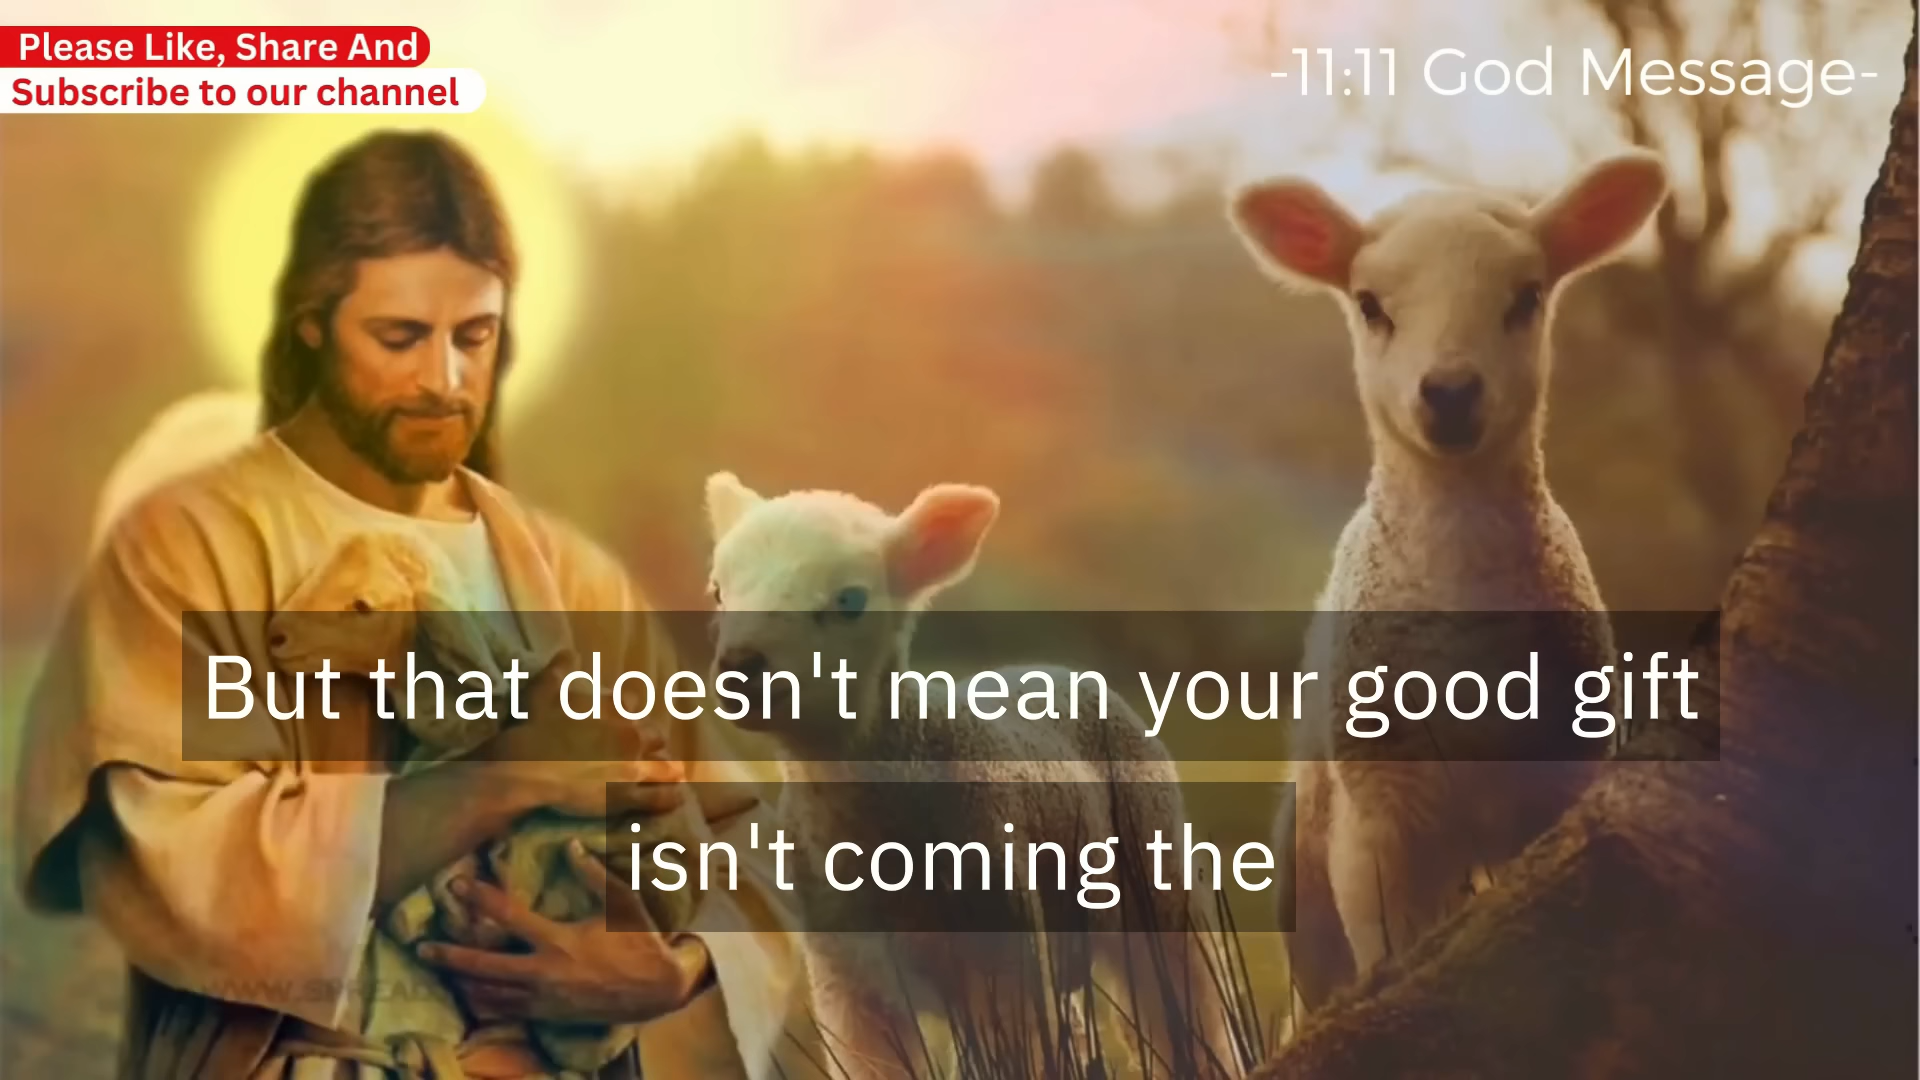 Please Like, Share And
Subscribe to our channel
-11:11 God Message-
But that doesn't mean your good gift
isn't coming the